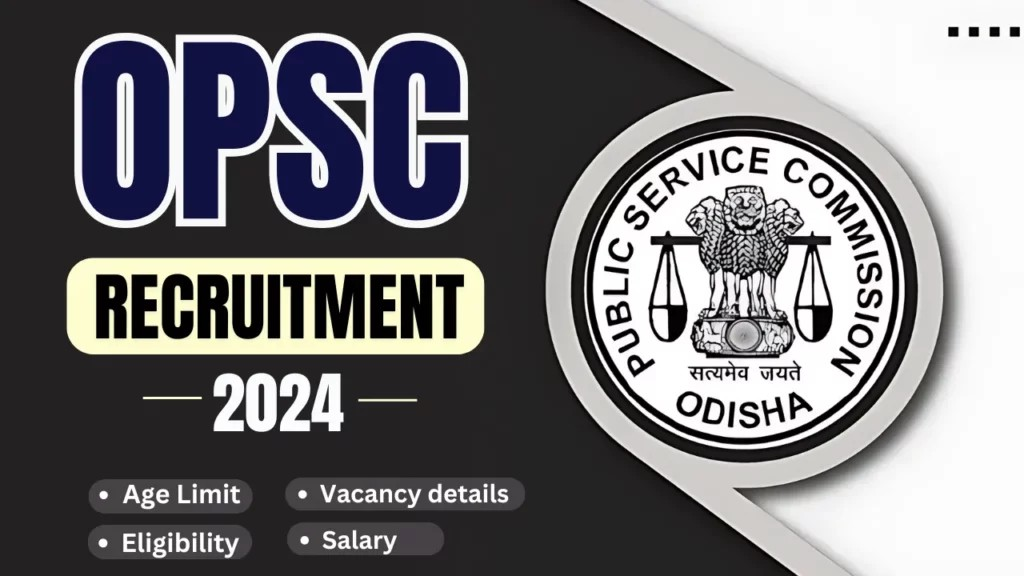 OPSC
RECRUITMENT
2024
• Age Limit
• Vacancy details
• Eligibility
• Salary
PUBLIC SERVICE COMMISSION
सत्यमेव जयते
ODISHA